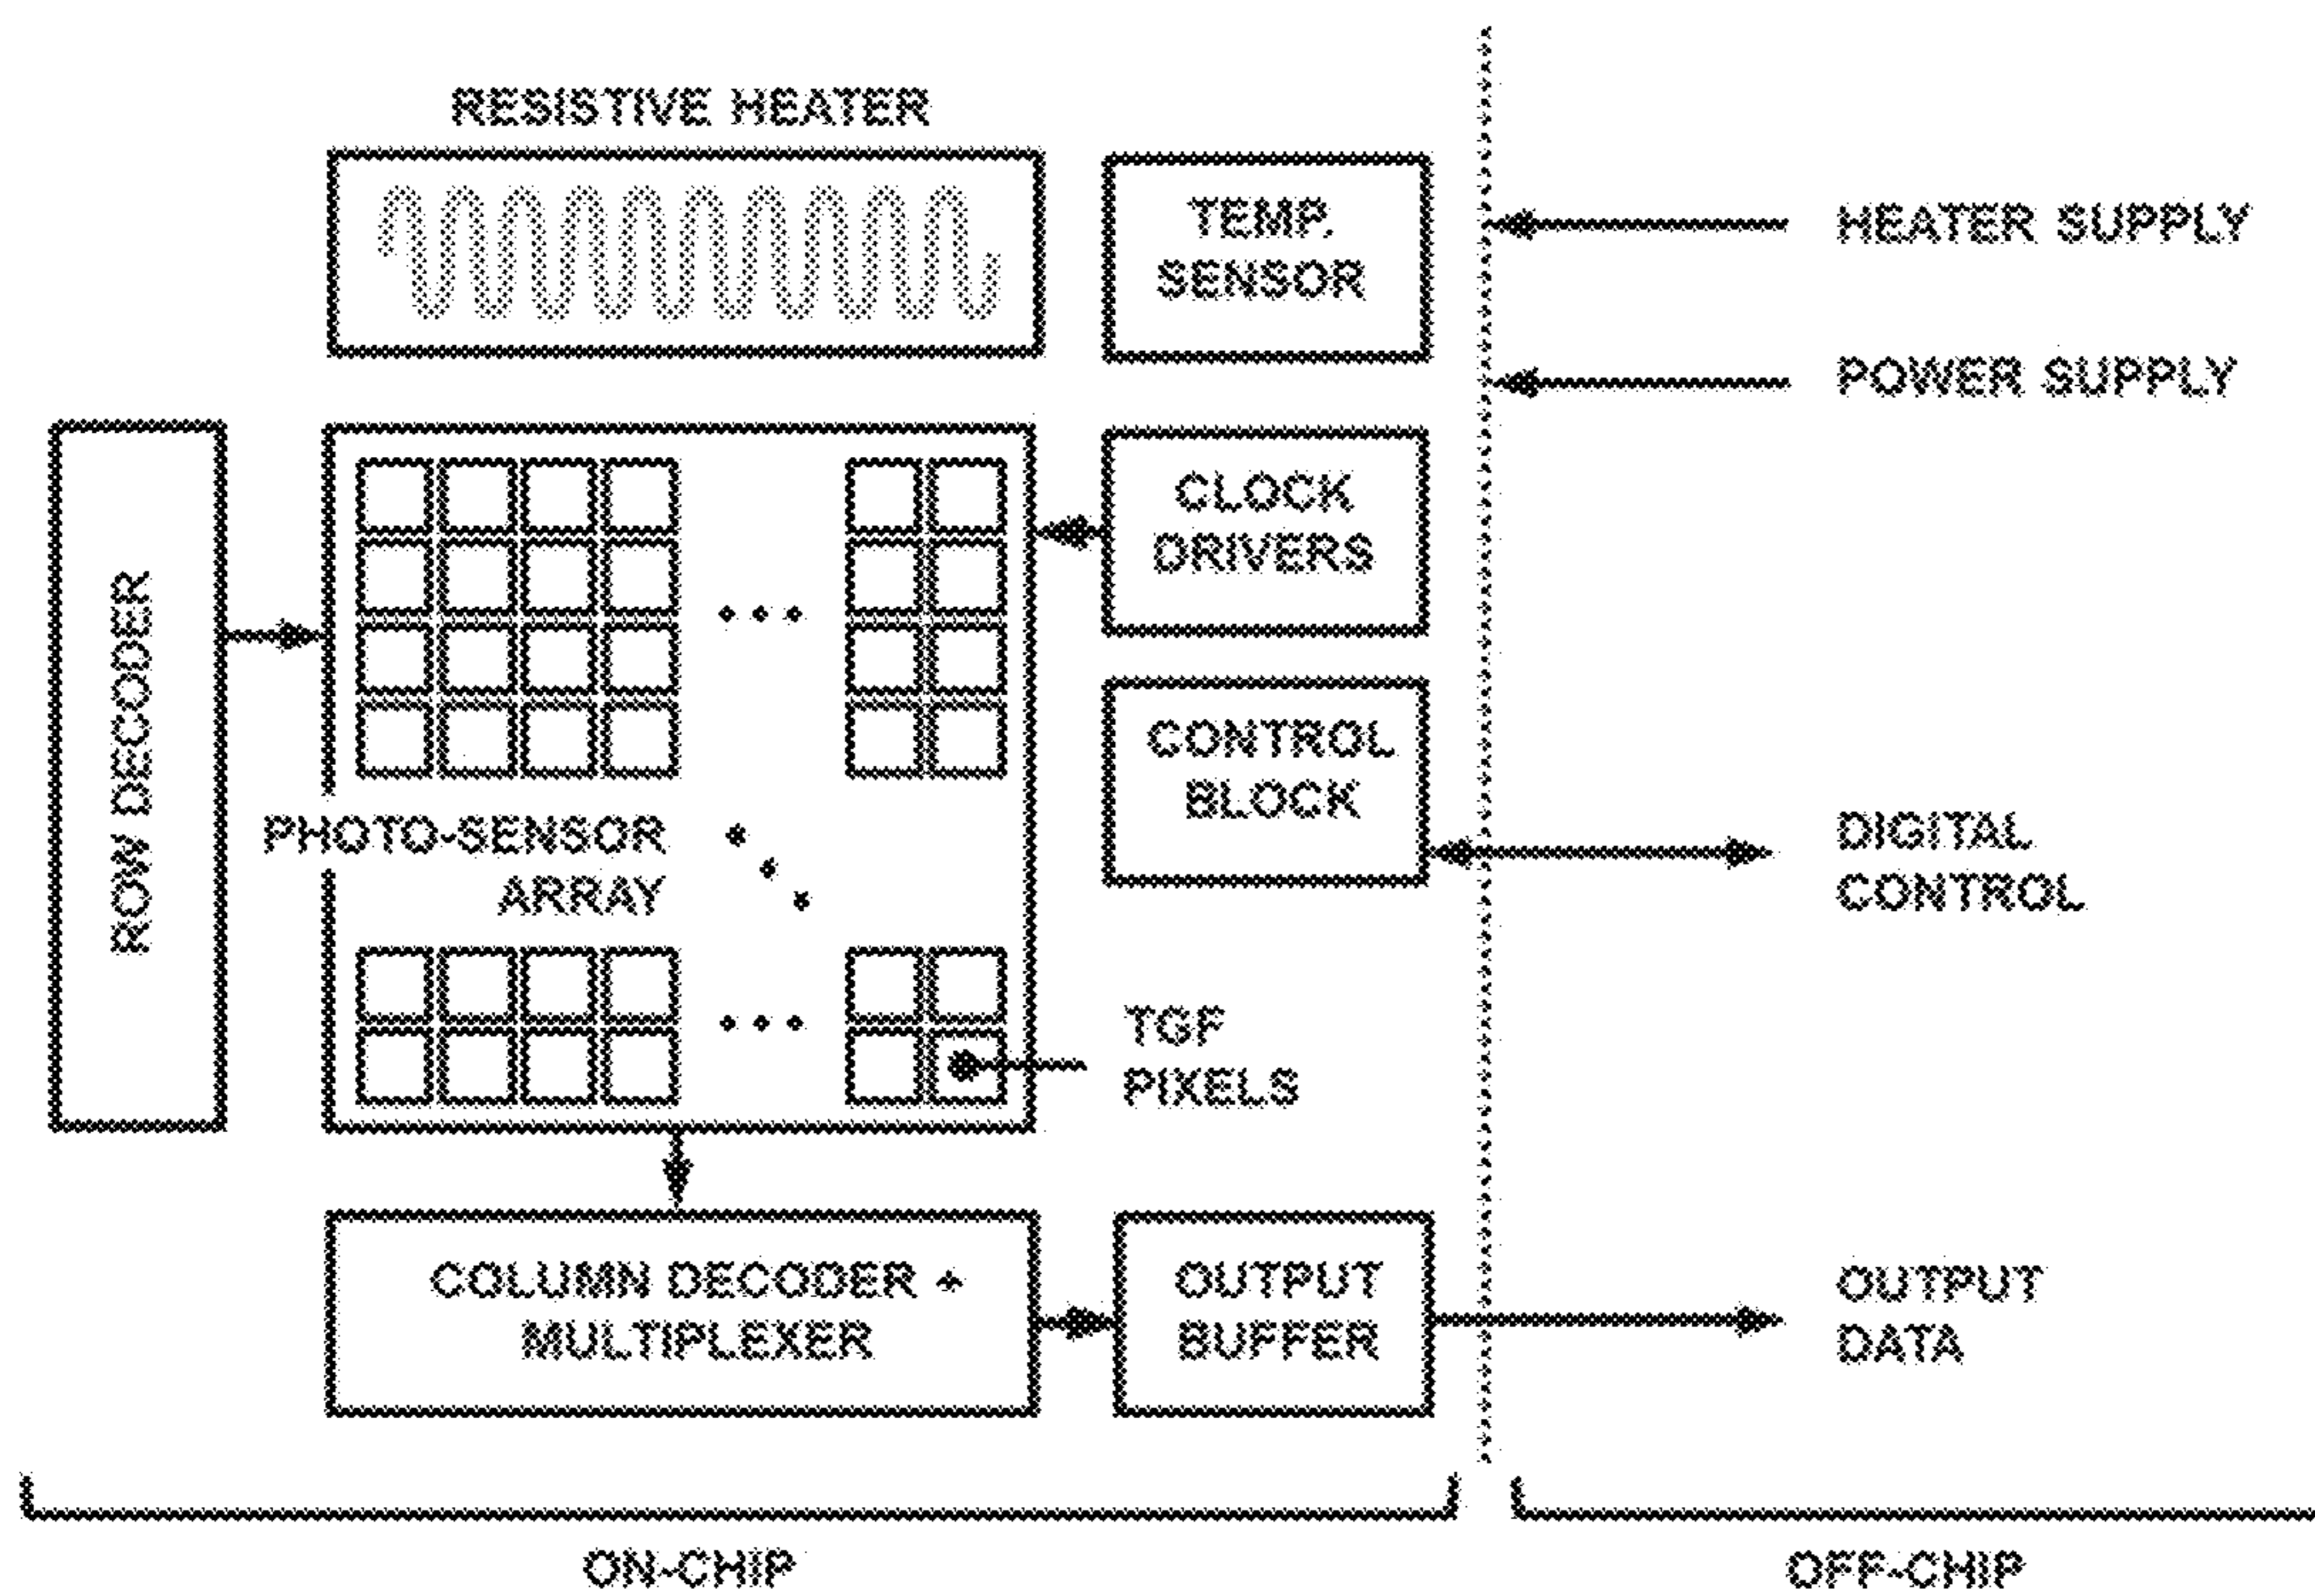 RESISTIVE HEATER
TEMP.
SENSOR
HEATER SUPPLY
POWER SUPPLY
ROW DECODER
CLOCK
DRIVERS
CONTROL
BLOCK
PHOTO-SENSOR
ARRAY
DIGITAL
CONTROL
TGF
PIXELS
COLUMN DECODER +
MULTIPLEXER
OUTPUT
BUFFER
OUTPUT
DATA
ON-CHIP
OFF-CHIP